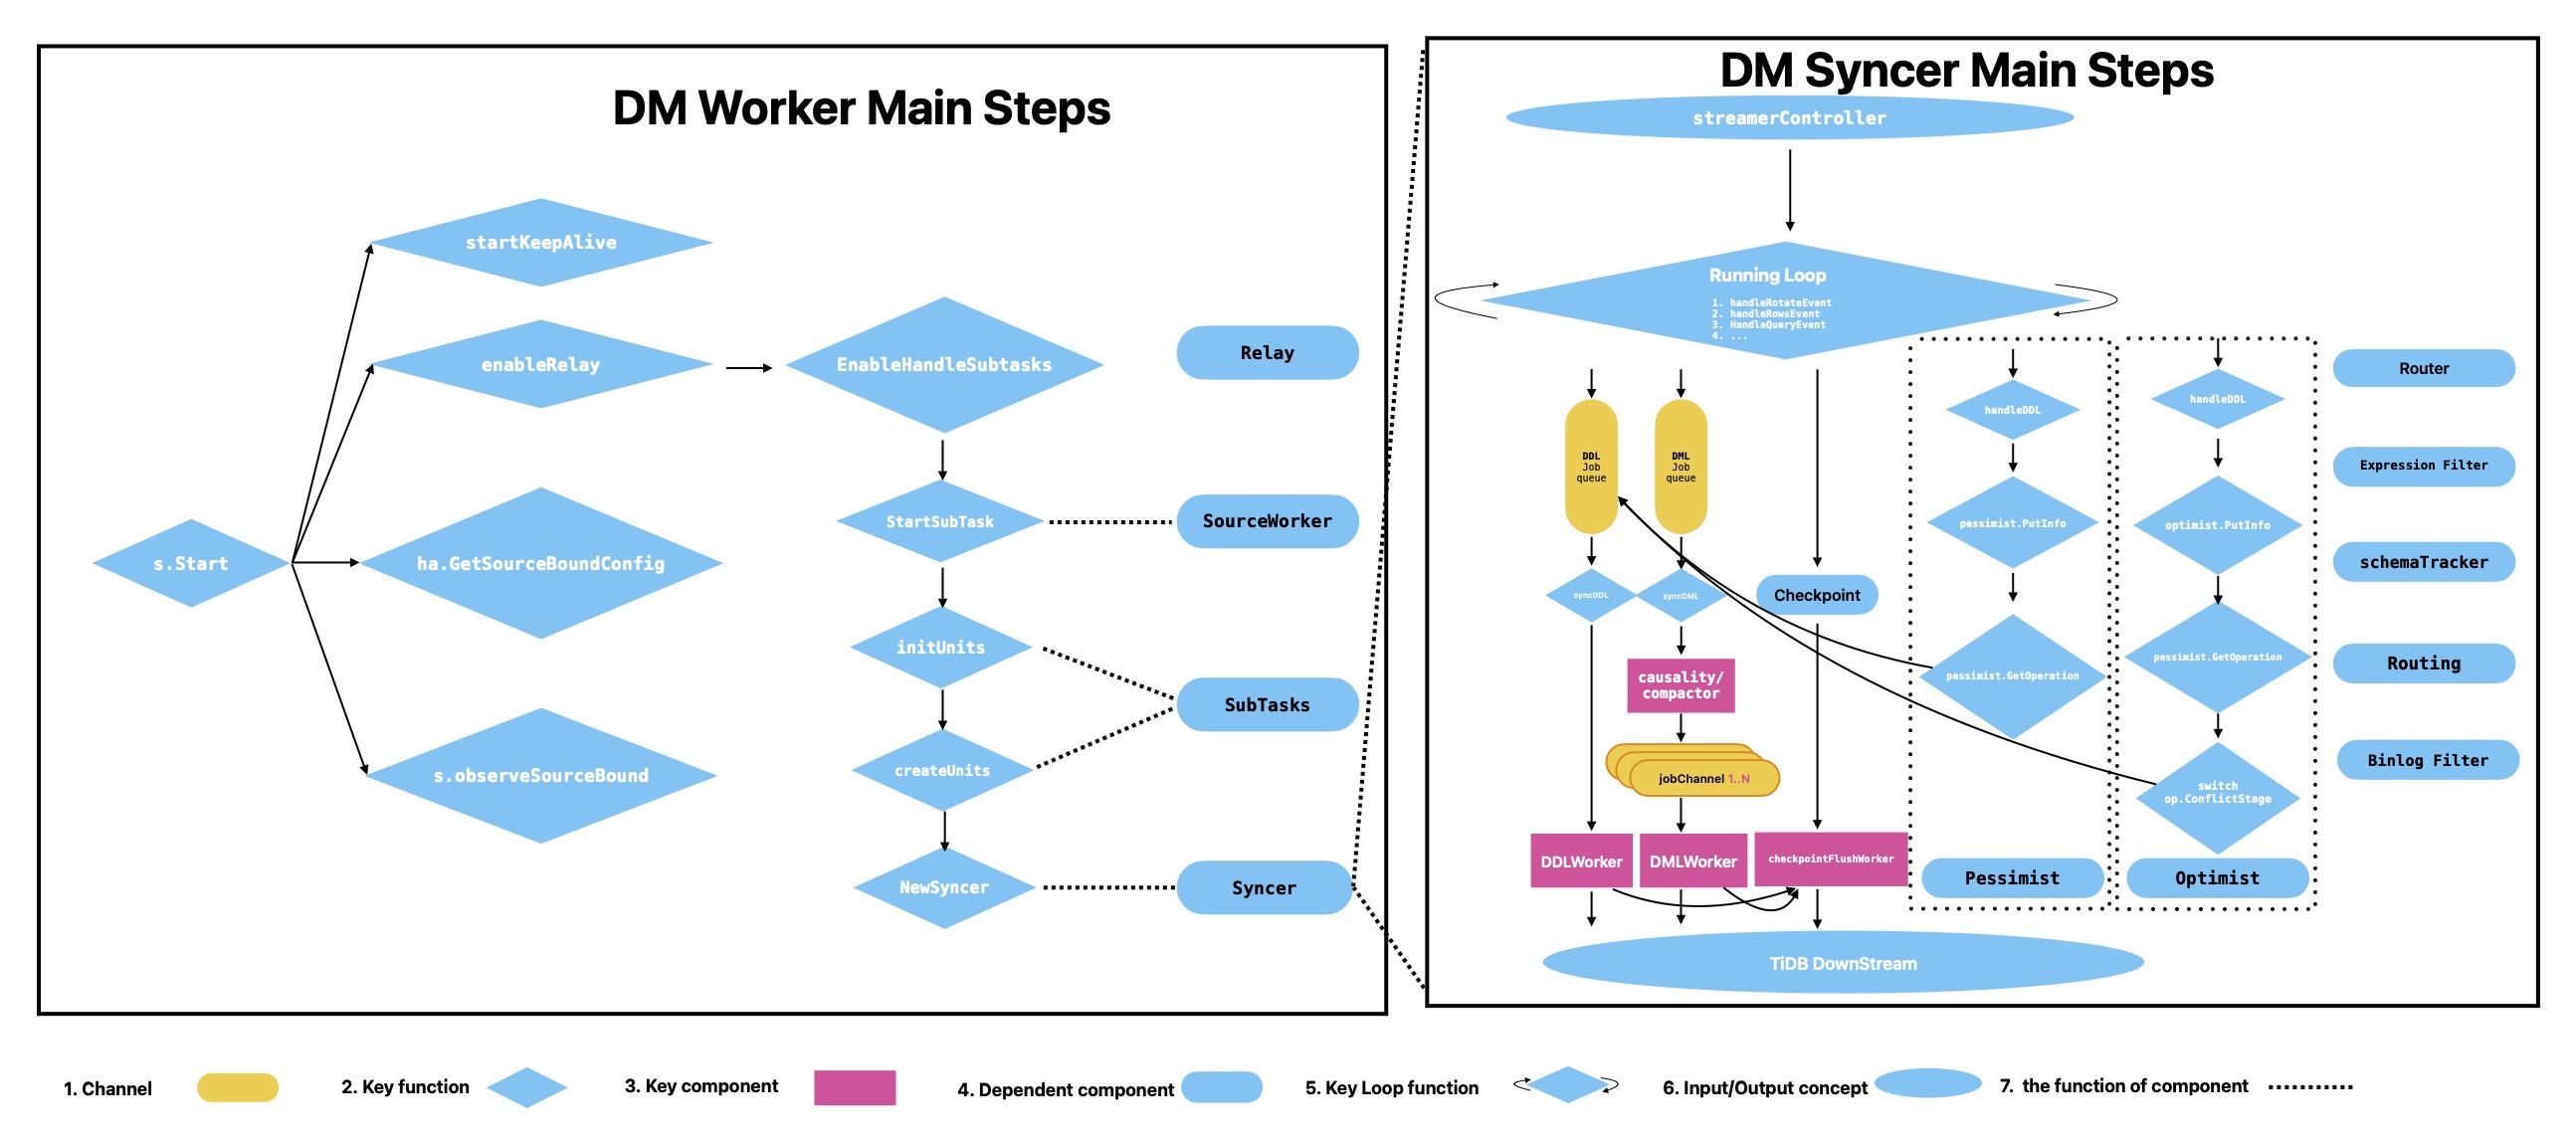 DM Worker Main Steps
startKeepAlive
enableRelay
EnableHandleSubtasks
Relay
s.Start
ha.GetSourceBoundConfig
StartSubTask
SourceWorker
initUnits
SubTasks
s.observeSourceBound
createUnits
NewSyncer
Syncer
DM Syncer Main Steps
streamerController
Running Loop
1. handleRotateEvent
2. handleRowsEvent
3. HandleQueryEvent
4. ...
DDL
Job
queue
DML
Job
queue
syncDDL
syncDML
Checkpoint
causality/
compactor
jobChannel 1..N
DDLWorker
DMLWorker
checkpointFlushWorker
TiDB DownStream
handleDDL
pessimist.PutInfo
pessimist.GetOperation
Pessimist
handleDDL
optimist.PutInfo
pessimist.GetOperation
switch
op.ConflictStage
Optimist
Router
Expression Filter
schemaTracker
Routing
Binlog Filter
1. Channel
2. Key function
3. Key component
4. Dependent component
5. Key Loop function
6. Input/Output concept
7. the function of component